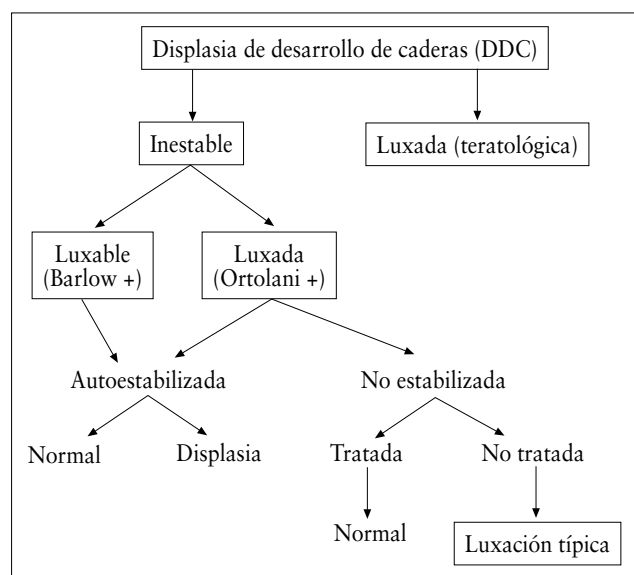 Displasia de desarrollo de caderas (DDC)
Inestable
Luxada (teratológica)
Luxable
(Barlow +)
Luxada
(Ortolani +)
Autoestabilizada
No estabilizada
Normal
Displasia
Tratada
No tratada
Normal
Luxación típica